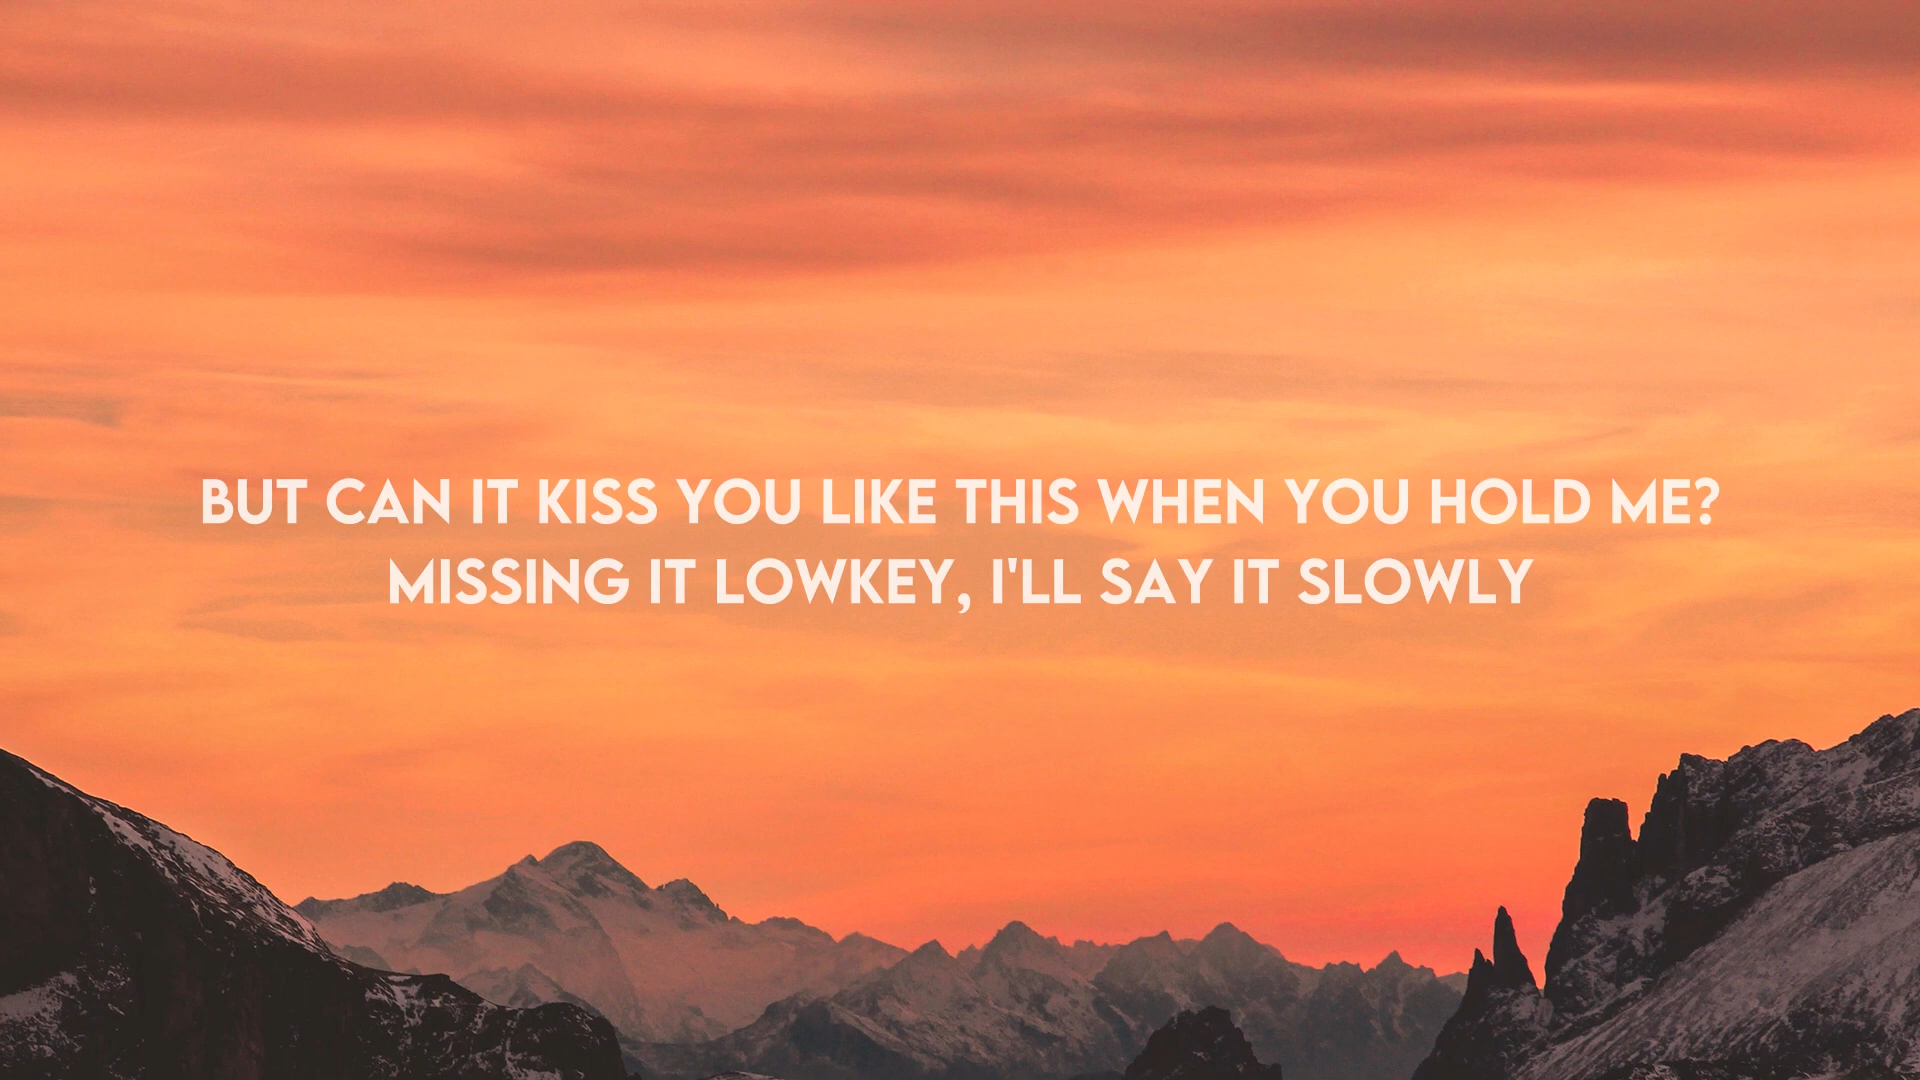 BUT CAN IT KISS YOU LIKE THIS WHEN YOU HOLD ME?
MISSING IT LOWKEY, I'LL SAY IT SLOWLY